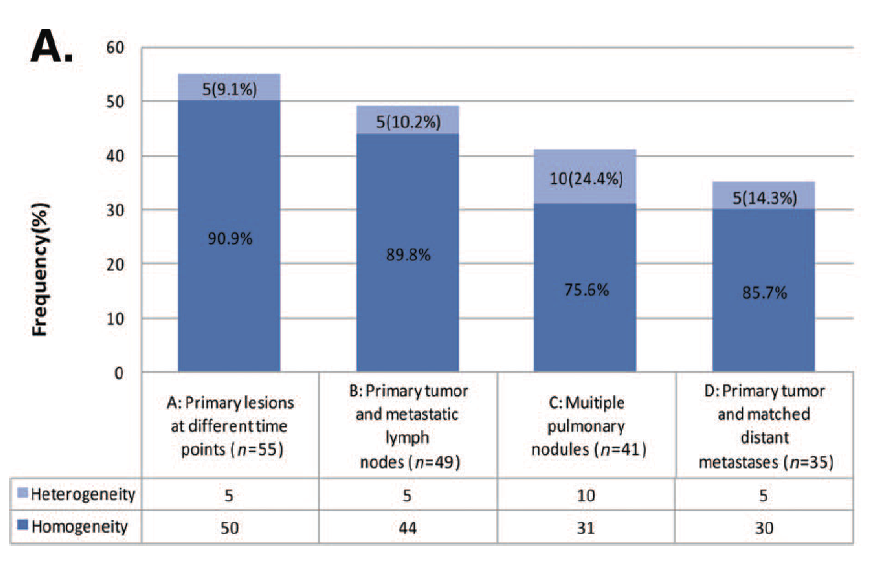 A.
60
50
40
30
20
10
0
Frequency(%)
5(9.1%)
90.9%
5(10.2%)
89.8%
10(24.4%)
75.6%
5(14.3%)
85.7%
A: Primary lesions
at different time
points (n=55)
B: Primary tumor
and metastatic
lymph
nodes (n=49)
C: Multiple
pulmonary
nodules (n=41)
D: Primary tumor
and matched
distant
metastases (n=35)
Heterogeneity 5 5 10 5
Homogeneity 50 44 31 30